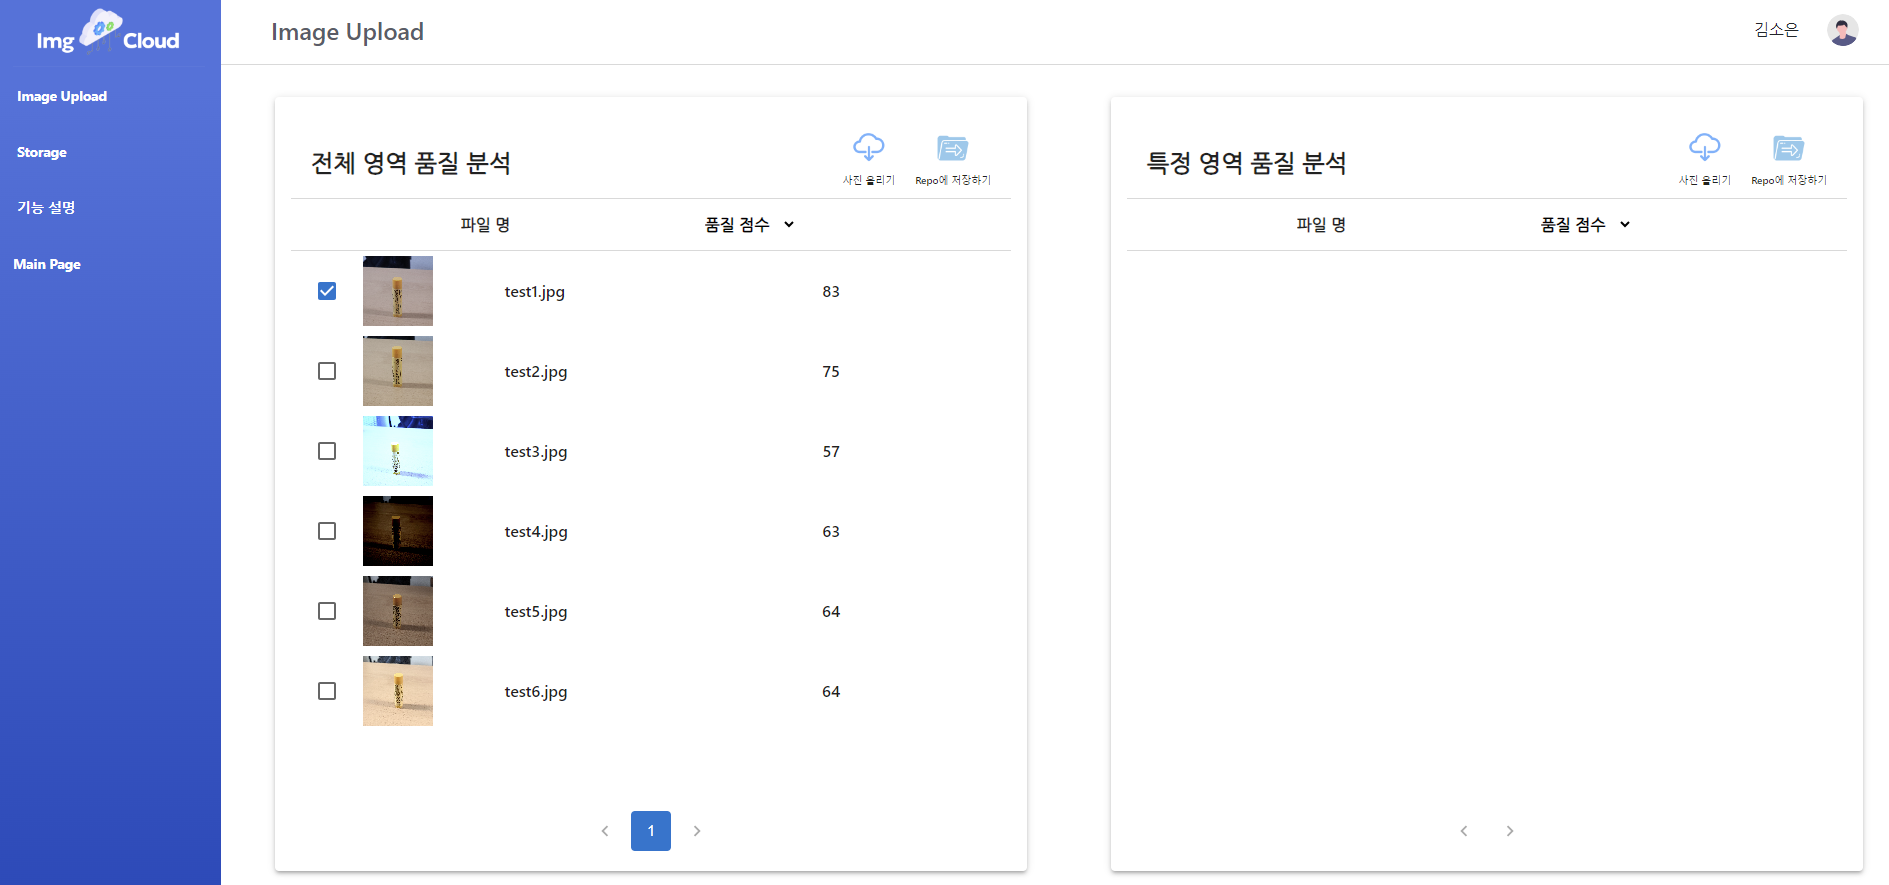 Img Cloud
Image Upload
Storage
기능 설명
Main Page
Image Upload
김소은
전체 영역 품질 분석
사진 올리기
Repo에 저장하기
파일 명
품질 점수
test1.jpg 83
test2.jpg 75
test3.jpg 57
test4.jpg 63
test5.jpg 64
test6.jpg 64
1
특정 영역 품질 분석
사진 올리기
Repo에 저장하기
파일 명
품질 점수